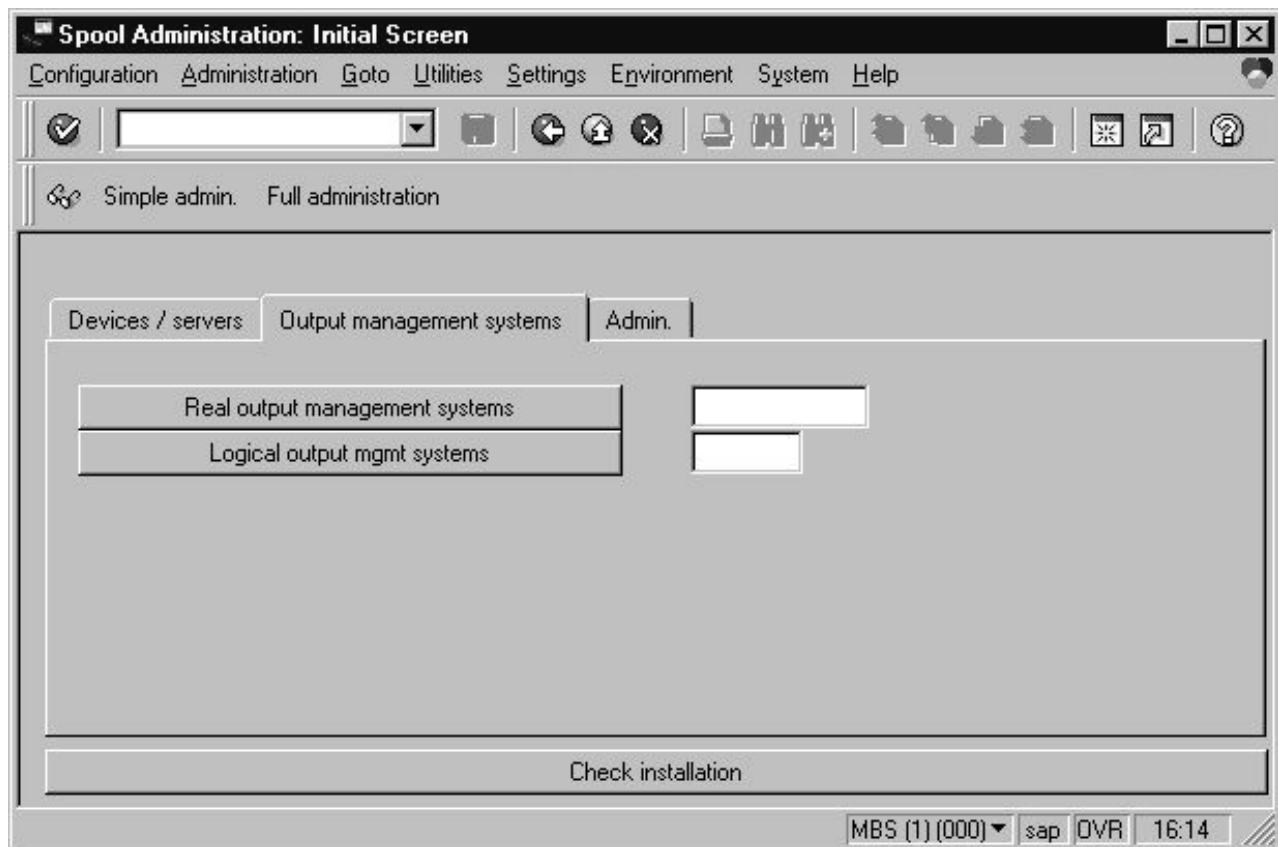 Spool Administration: Initial Screen
Configuration Administration Goto Utilities Settings Environment System Help
Simple admin. Full administration
Devices / servers Output management systems Admin.
Real output management systems
Logical output mgmt systems
Check installation
MBS (1) (000) sap OVR 16:14